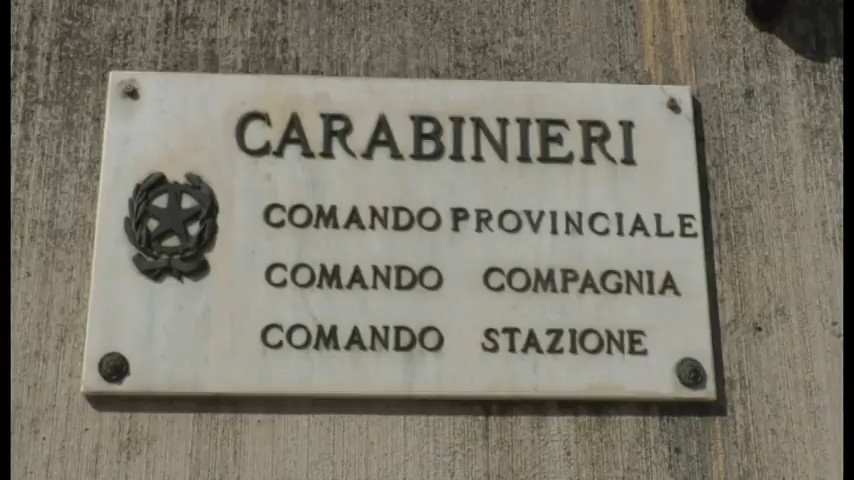 CARABINIERI
COMANDO PROVINCIALE
COMANDO COMPAGNIA
COMANDO STAZIONE